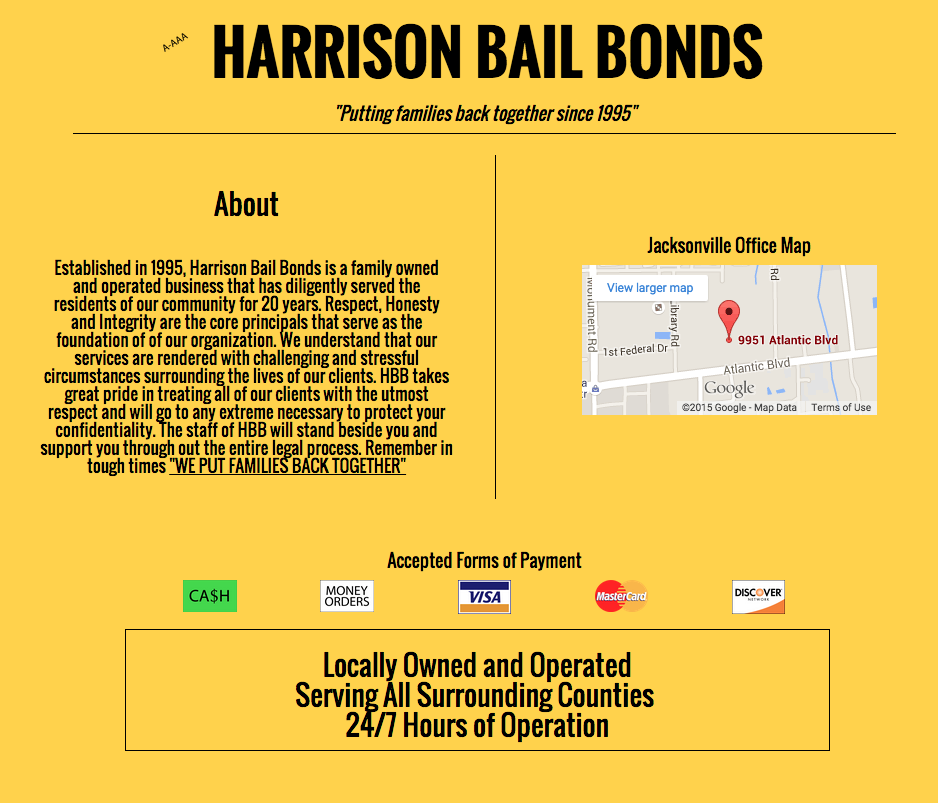 A-AAA
HARRISON BAIL BONDS
"Putting families back together since 1995"
About
Established in 1995, Harrison Bail Bonds is a family owned
and operated business that has diligently served the
residents of our community for 20 years. Respect, Honesty
and Integrity are the core principals that serve as the
foundation of of our organization. We understand that our
services are rendered with challenging and stressful
circumstances surrounding the lives of our clients. HBB takes
great pride in treating all of our clients with the utmost
respect and will go to any extreme necessary to protect your
confidentiality. The staff of HBB will stand beside you and
support you through out the entire legal process. Remember in
tough times "WE PUT FAMILIES BACK TOGETHER"
Jacksonville Office Map
View larger map
Rd
Monument Rd
Library Rd
9951 Atlantic Blvd
1st Federal Dr
Atlantic Blvd
Google
©2015 Google - Map Data
Terms of Use
Accepted Forms of Payment
CA$H
MONEY
ORDERS
VISA
MasterCard
DISCOVER
NETWORK
Locally Owned and Operated
Serving All Surrounding Counties
24/7 Hours of Operation